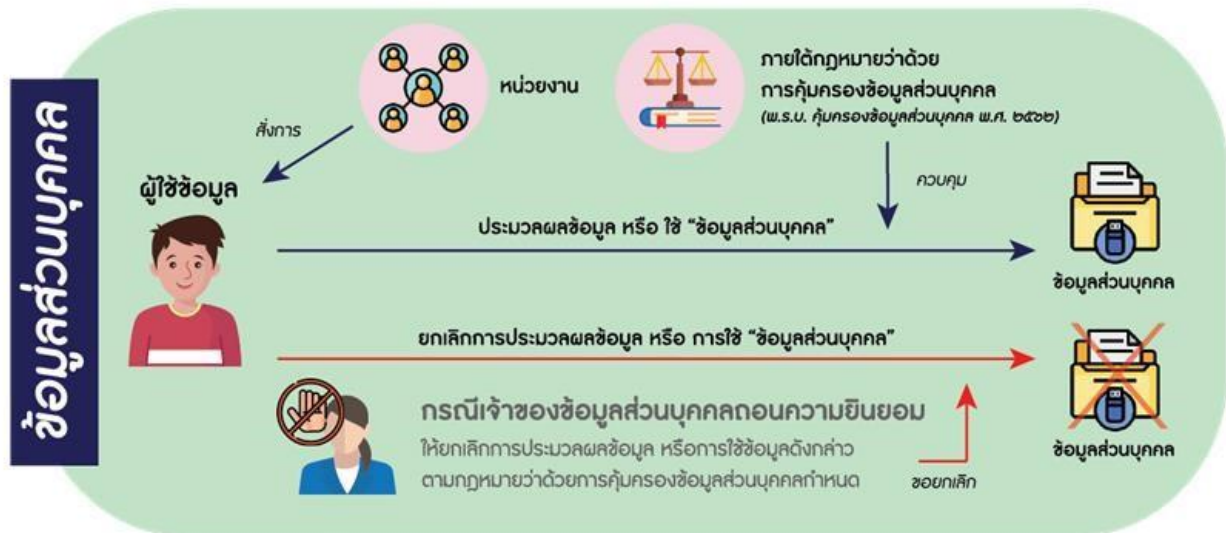 ข้อมูลส่วนบุคคล
หน่วยงาน
ภายใต้กฎหมายว่าด้วย
การคุ้มครองข้อมูลส่วนบุคคล
(พ.ร.บ. คุ้มครองข้อมูลส่วนบุคคล พ.ศ. ๒๕๖๒)
สั่งการ
ควบคุม
ผู้ใช้ข้อมูล
ประมวลผลข้อมูล หรือ ใช้ “ข้อมูลส่วนบุคคล”
ข้อมูลส่วนบุคคล
ยกเลิกการประมวลผลข้อมูล หรือ การใช้ “ข้อมูลส่วนบุคคล”
กรณีเจ้าของข้อมูลส่วนบุคคลถอนความยินยอม
ให้ยกเลิกการประมวลผลข้อมูล หรือการใช้ข้อมูลดังกล่าว
ตามกฎหมายว่าด้วยการคุ้มครองข้อมูลส่วนบุคคลกำหนด
ขอยกเลิก
ข้อมูลส่วนบุคคล